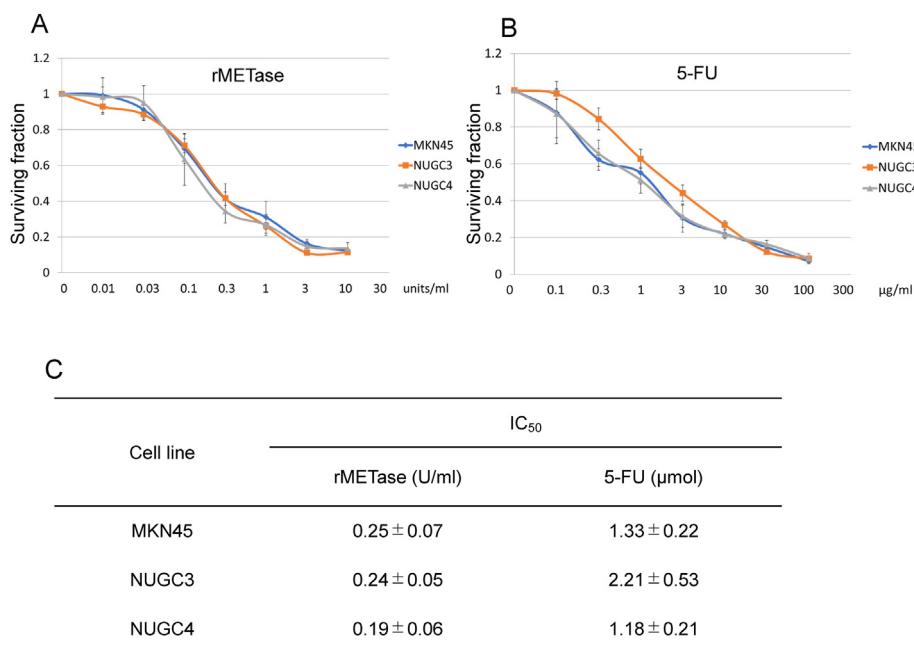 A
rMETase
Surviving fraction
1.2
1
0.8
0.6
0.4
0.2
0
0 0.01 0.03 0.1 0.3 1 3 10 30 units/ml
MKN45
NUGC3
NUGC4
B
5-FU
Surviving fraction
1.2
1
0.8
0.6
0.4
0.2
0
0 0.1 0.3 1 3 10 30 100 300 µg/ml
MKN45
NUGC3
NUGC4
C
Cell line
IC50
rMETase (U/ml) 5-FU (µmol)
MKN45 0.25±0.07 1.33±0.22
NUGC3 0.24±0.05 2.21±0.53
NUGC4 0.19±0.06 1.18±0.21